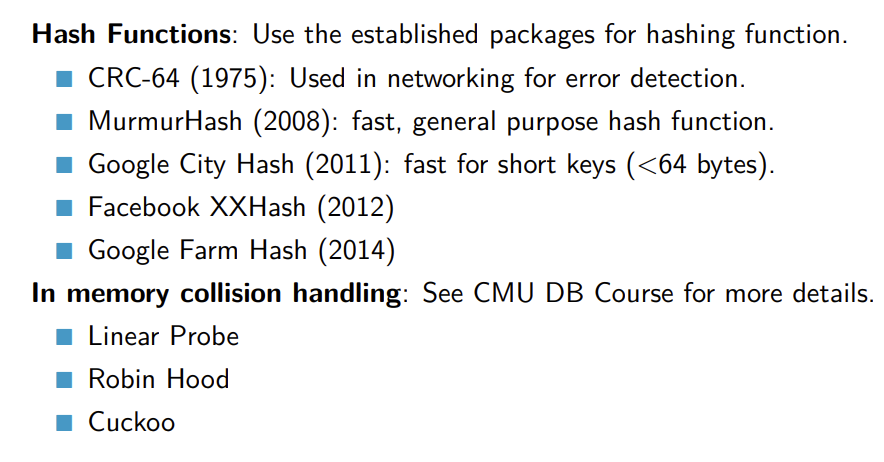 Hash Functions: Use the established packages for hashing function.
CRC-64 (1975): Used in networking for error detection.
MurmurHash (2008): fast, general purpose hash function.
Google City Hash (2011): fast for short keys (<64 bytes).
Facebook XXHash (2012)
Google Farm Hash (2014)
In memory collision handling: See CMU DB Course for more details.
Linear Probe
Robin Hood
Cuckoo